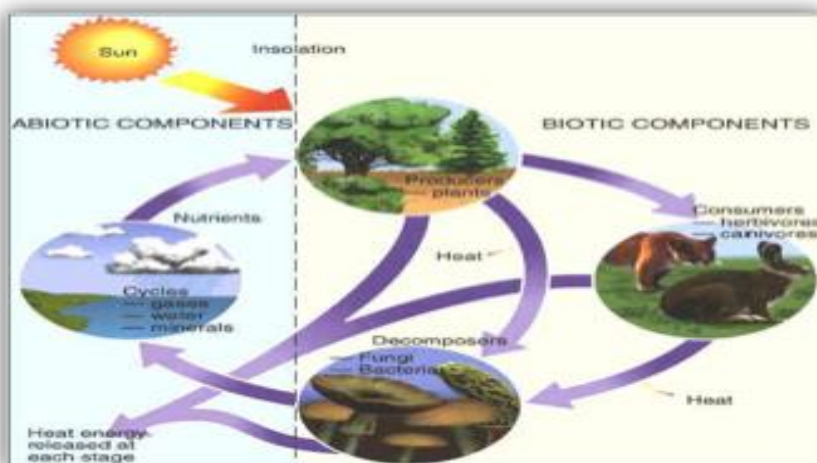 Sun
Insolation
ABIOTIC COMPONENTS
BIOTIC COMPONENTS
Producers
— plants
Consumers
— herbivores
— carnivores
Nutrients
Heat
Cycles
— gases
— water
— minerals
Decomposers
— Fungi
— Bacteria
Heat
Heat energy
released at
each stage